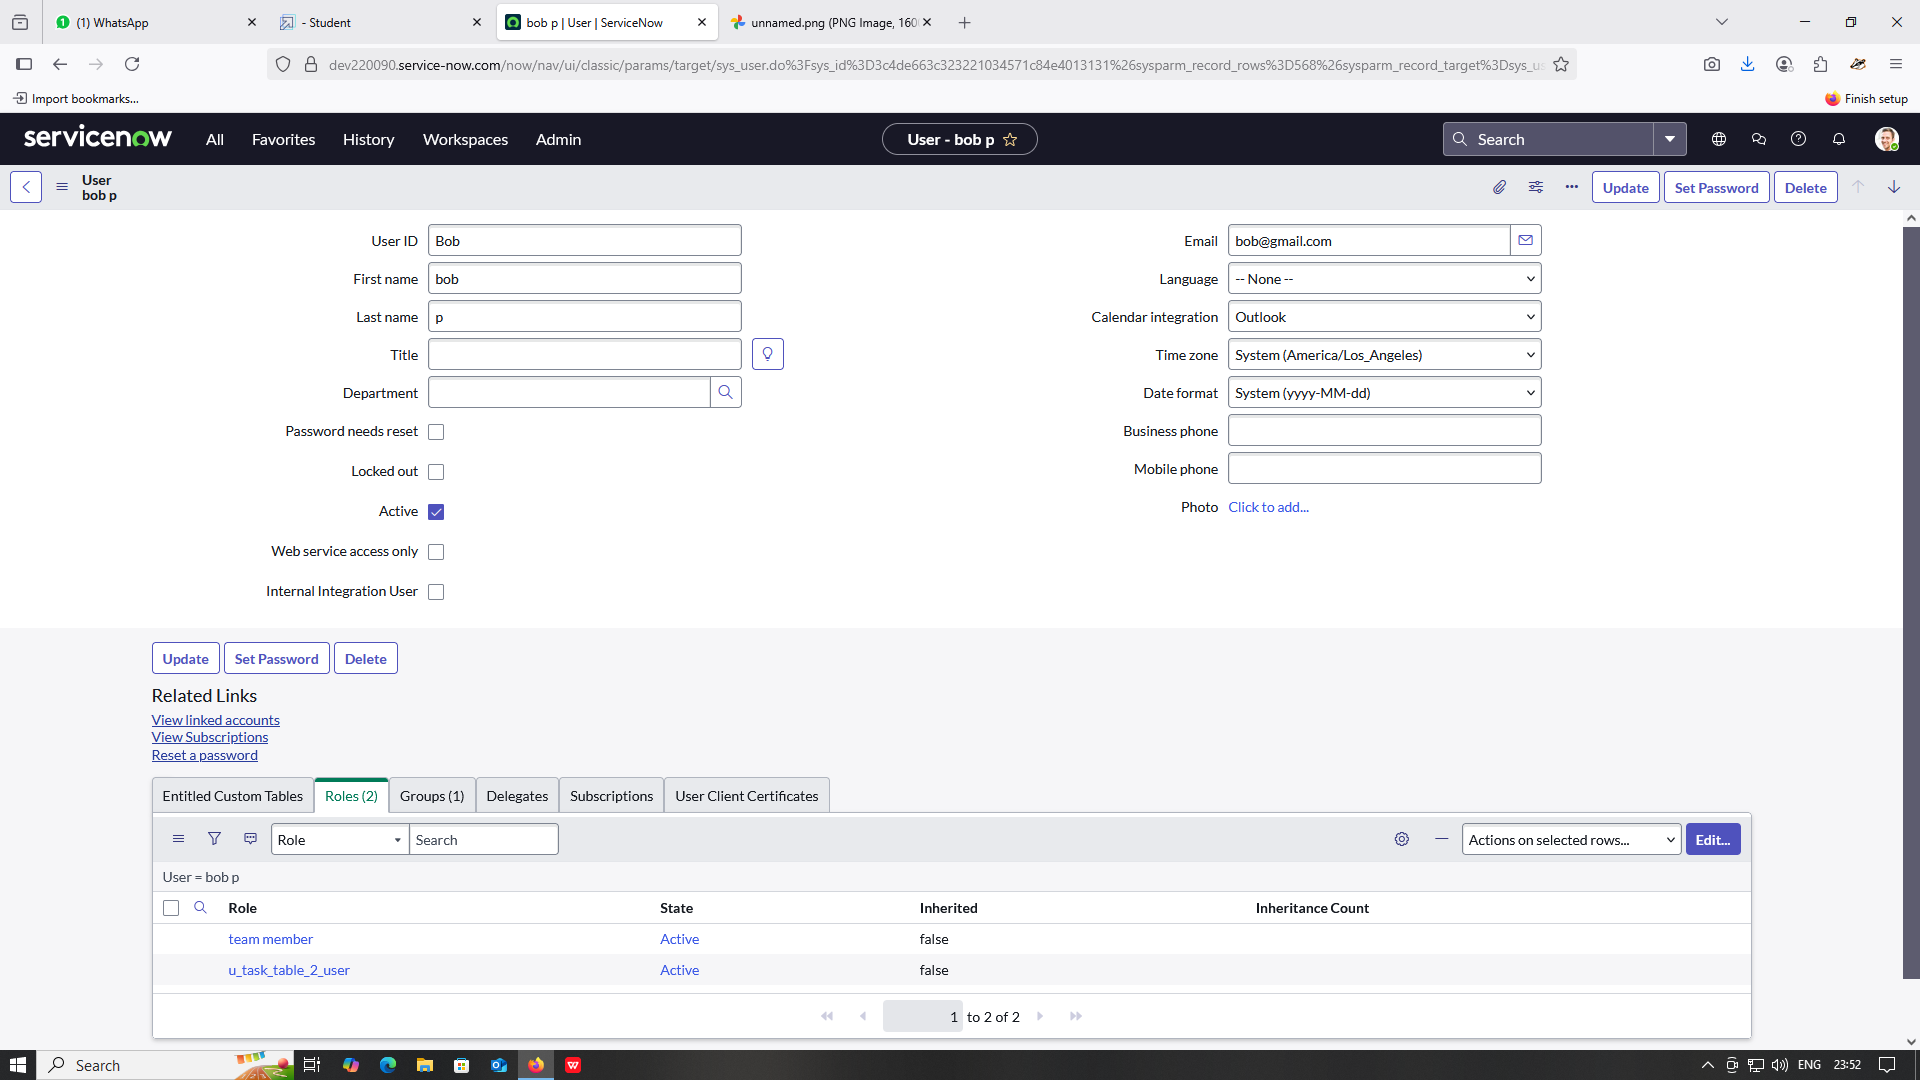 (1) WhatsApp
- Student
bob p | User | ServiceNow
unnamed.png (PNG Image, 160
dev220090.service-now.com/now/nav/ui/classic/params/target/sys_user.do%3Fsys_id%3D3c4de663c323221034571c84e4013131%26sysparm_record_rows%3D568%26sysparm_record_target%3Dsys_us
Import bookmarks...
Finish setup
servicenow
All
Favorites
History
Workspaces
Admin
User - bob p
Search
User
bob p
Update
Set Password
Delete
User ID
Bob
Email
bob@gmail.com
First name
bob
Language
-- None --
Last name
p
Calendar integration
Outlook
Title
Time zone
System (America/Los_Angeles)
Department
Date format
System (yyyy-MM-dd)
Password needs reset
Business phone
Locked out
Mobile phone
Active
Photo
Click to add...
Web service access only
Internal Integration User
Update
Set Password
Delete
Related Links
View linked accounts
View Subscriptions
Reset a password
Entitled Custom Tables
Roles (2)
Groups (1)
Delegates
Subscriptions
User Client Certificates
Role
Search
Actions on selected rows...
Edit...
User = bob p
Role
State
Inherited
Inheritance Count
team member
Active
false
u_task_table_2_user
Active
false
1 to 2 of 2
Search
ENG
23:52